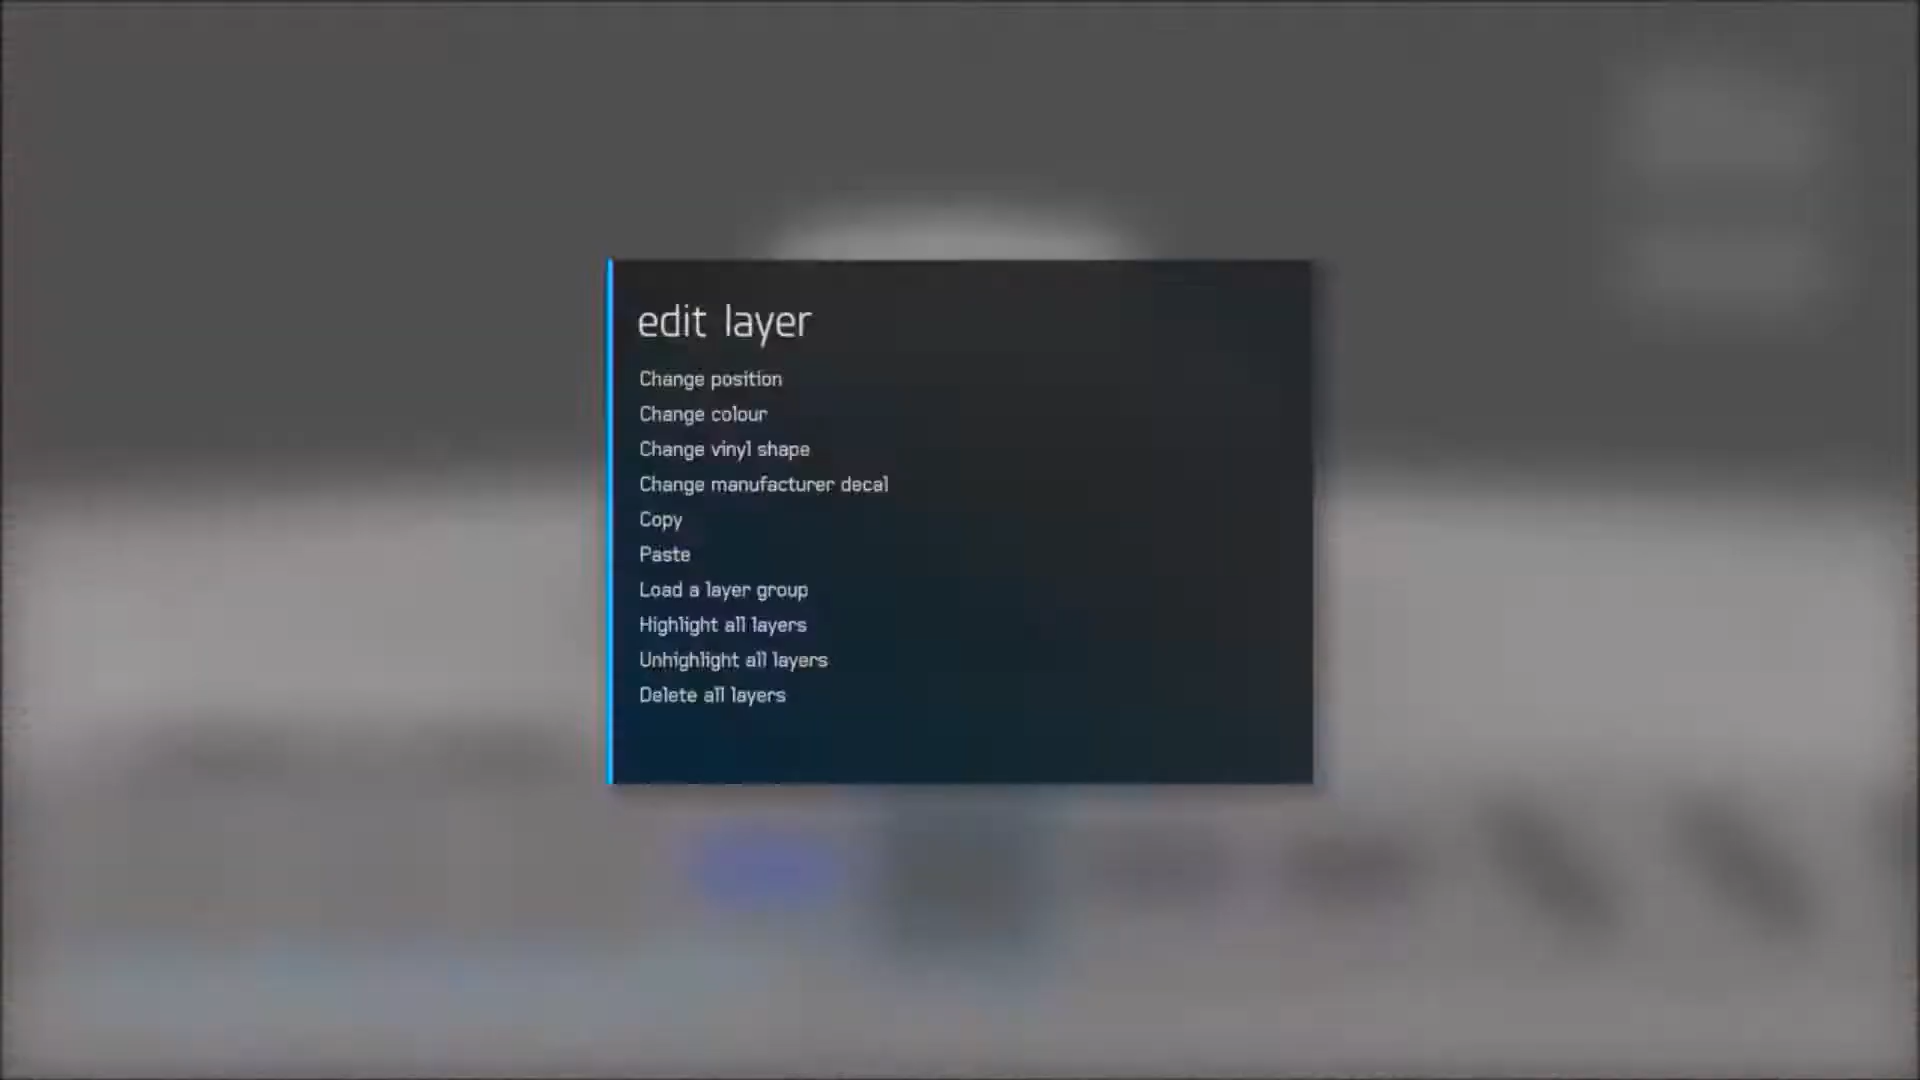 edit layer
Change position
Change colour
Change vinyl shape
Change manufacturer decal
Copy
Paste
Load a layer group
Highlight all layers
Unhighlight all layers
Delete all layers